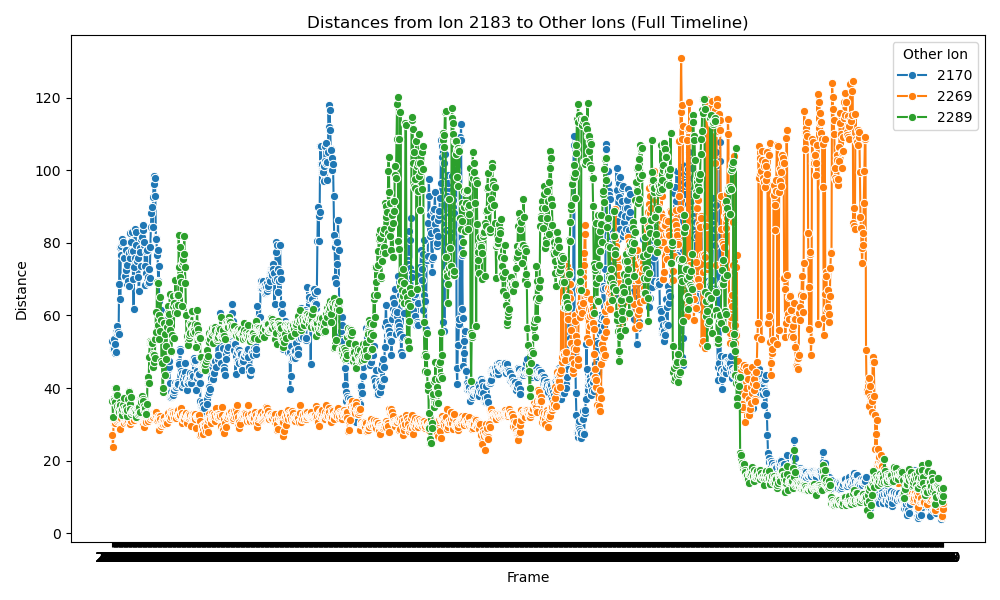 Distances from Ion 2183 to Other Ions (Full Timeline)
Other Ion
2170
2269
2289
120
100
80
60
40
20
0
Distance
Frame